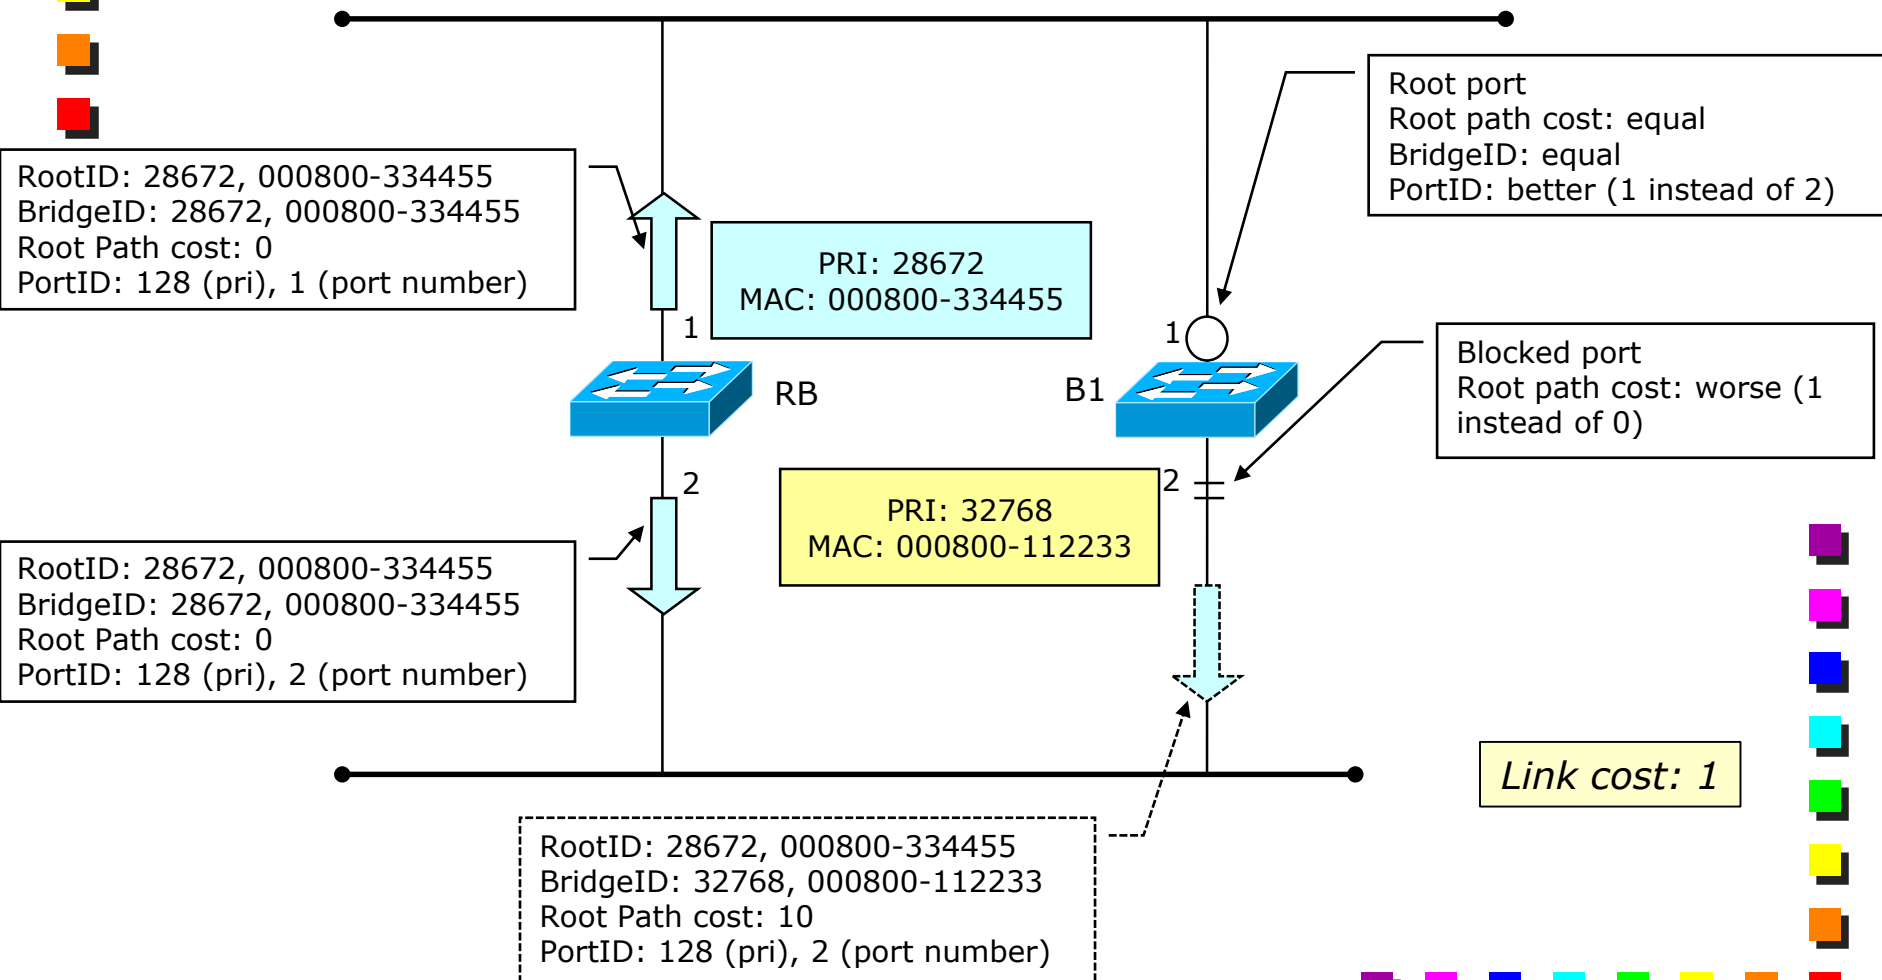 Root port
Root path cost: equal
BridgeID: equal
PortID: better (1 instead of 2)
RootID: 28672, 000800-334455
BridgeID: 28672, 000800-334455
Root Path cost: 0
PortID: 128 (pri), 1 (port number)
PRI: 28672
MAC: 000800-334455
1
1
RB
B1
Blocked port
Root path cost: worse (1
instead of 0)
2
2
PRI: 32768
MAC: 000800-112233
RootID: 28672, 000800-334455
BridgeID: 28672, 000800-334455
Root Path cost: 0
PortID: 128 (pri), 2 (port number)
Link cost: 1
RootID: 28672, 000800-334455
BridgeID: 32768, 000800-112233
Root Path cost: 10
PortID: 128 (pri), 2 (port number)